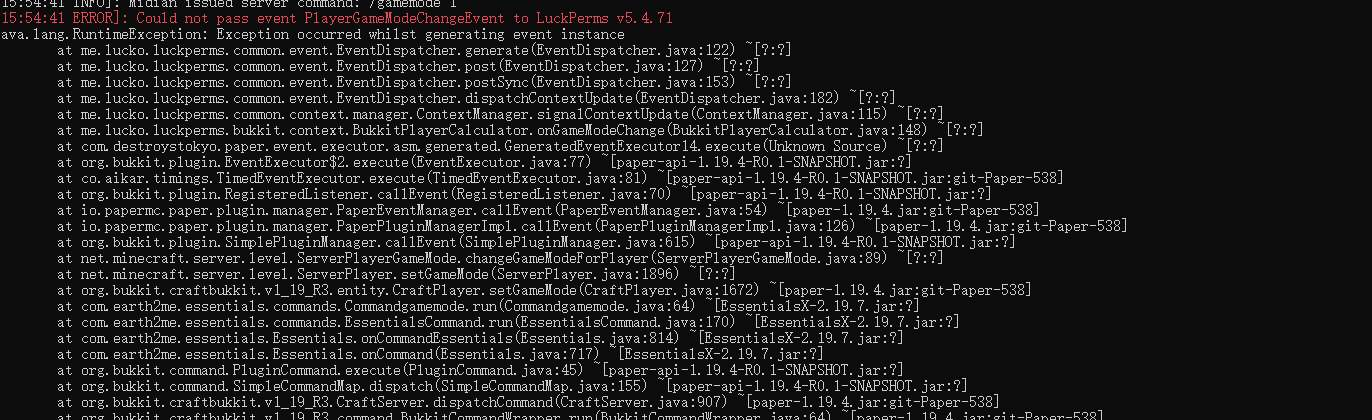 15:54:41 INFO]: Midian issued server command: /gamemode 1
15:54:41 ERROR]: Could not pass event PlayerGameModeChangeEvent to LuckPerms v5.4.71
ava.lang.RuntimeException: Exception occurred whilst generating event instance
at me.lucko.luckperms.common.event.EventDispatcher.generate(EventDispatcher.java:122) ~[?:?]
at me.lucko.luckperms.common.event.EventDispatcher.post(EventDispatcher.java:127) ~[?:?]
at me.lucko.luckperms.common.event.EventDispatcher.postSync(EventDispatcher.java:153) ~[?:?]
at me.lucko.luckperms.common.event.EventDispatcher.dispatchContextUpdate(EventDispatcher.java:182) ~[?:?]
at me.lucko.luckperms.common.context.manager.ContextManager.signalContextUpdate(ContextManager.java:115) ~[?:?]
at me.lucko.luckperms.bukkit.context.BukkitPlayerCalculator.onGameModeChange(BukkitPlayerCalculator.java:148) ~[?:?]
at com.destroystokyo.paper.event.executor.asm.generated.GeneratedEventExecutor14.execute(Unknown Source) ~[?:?]
at org.bukkit.plugin.EventExecutor$2.execute(EventExecutor.java:77) ~[paper-api-1.19.4-R0.1-SNAPSHOT.jar:?]
at co.aikar.timings.TimedEventExecutor.execute(TimedEventExecutor.java:81) ~[paper-api-1.19.4-R0.1-SNAPSHOT.jar:git-Paper-538]
at org.bukkit.plugin.RegisteredListener.callEvent(RegisteredListener.java:70) ~[paper-api-1.19.4-R0.1-SNAPSHOT.jar:?]
at io.papermc.paper.plugin.manager.PaperEventManager.callEvent(PaperEventManager.java:54) ~[paper-1.19.4.jar:git-Paper-538]
at io.papermc.paper.plugin.manager.PaperPluginManagerImpl.callEvent(PaperPluginManagerImpl.java:126) ~[paper-1.19.4.jar:git-Paper-538]
at org.bukkit.plugin.SimplePluginManager.callEvent(SimplePluginManager.java:615) ~[paper-api-1.19.4-R0.1-SNAPSHOT.jar:?]
at net.minecraft.server.level.ServerPlayerGameMode.changeGameModeForPlayer(ServerPlayerGameMode.java:89) ~[?:?]
at net.minecraft.server.level.ServerPlayer.setGameMode(ServerPlayer.java:1896) ~[?:?]
at org.bukkit.craftbukkit.v1_19_R3.entity.CraftPlayer.setGameMode(CraftPlayer.java:1672) ~[paper-1.19.4.jar:git-Paper-538]
at com.earth2me.essentials.commands.Commandgamemode.run(Commandgamemode.java:64) ~[EssentialsX-2.19.7.jar:?]
at com.earth2me.essentials.commands.EssentialsCommand.run(EssentialsCommand.java:170) ~[EssentialsX-2.19.7.jar:?]
at com.earth2me.essentials.Essentials.onCommandEssentials(Essentials.java:814) ~[EssentialsX-2.19.7.jar:?]
at com.earth2me.essentials.Essentials.onCommand(Essentials.java:717) ~[EssentialsX-2.19.7.jar:?]
at org.bukkit.command.PluginCommand.execute(PluginCommand.java:45) ~[paper-api-1.19.4-R0.1-SNAPSHOT.jar:?]
at org.bukkit.command.SimpleCommandMap.dispatch(SimpleCommandMap.java:155) ~[paper-api-1.19.4-R0.1-SNAPSHOT.jar:?]
at org.bukkit.craftbukkit.v1_19_R3.CraftServer.dispatchCommand(CraftServer.java:907) ~[paper-1.19.4.jar:git-Paper-538]
at org.bukkit.craftbukkit.v1_19_R3.command.BukkitCommandWrapper.run(BukkitCommandWrapper.java:64) ~[paper-1.19.4.jar:git-Paper-538]